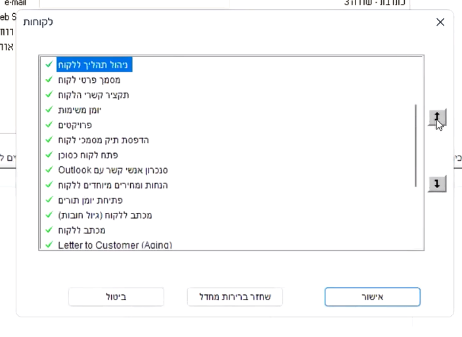 e-mail
כתובת - שורה 3
לקוחות
ניהול תהליך ללקוח
מסמך פרטי לקוח
תקציר קשרי הלקוח
יומן משימות
פרויקטים
הדפסת תיק מסמכי לקוח
פתח לקוח כסוכן
סנכרון אנשי קשר עם Outlook
הנחות ומחירים מיוחדים ללקוח
פתיחת יומן תורים
מכתב ללקוח (גיול חובות)
מכתב ללקוח
Letter to Customer (Aging)
אישור
שחזר ברירות מחדל
ביטול